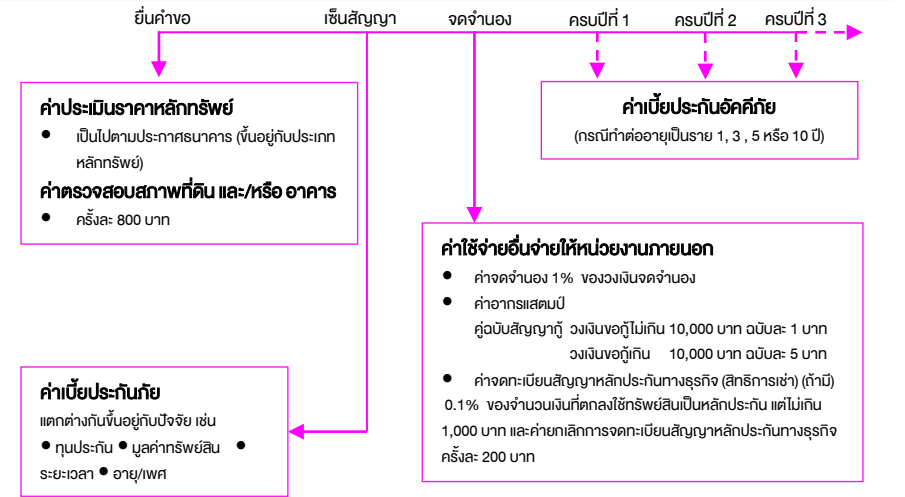 ยื่นคำขอ เซ็นสัญญา จดจำนอง ครบปีที่ 1 ครบปีที่ 2 ครบปีที่ 3
ค่าประเมินราคาหลักทรัพย์
● เป็นไปตามประกาศธนาคาร (ขึ้นอยู่กับประเภท
หลักทรัพย์)
ค่าตรวจสอบสภาพที่ดิน และ/หรือ อาคาร
● ครั้งละ 800 บาท
ค่าเบี้ยประกันอัคคีภัย
(กรณีทำต่ออายุเป็นราย 1, 3 , 5 หรือ 10 ปี)
ค่าใช้จ่ายอื่นจ่ายให้หน่วยงานภายนอก
● ค่าจดจำนอง 1% ของวงเงินจดจำนอง
● ค่าอากรแสตมป์
คู่ฉบับสัญญากู้ วงเงินขอกู้ไม่เกิน 10,000 บาท ฉบับละ 1 บาท
วงเงินขอกู้เกิน 10,000 บาท ฉบับละ 5 บาท
● ค่าจดทะเบียนสัญญาหลักประกันทางธุรกิจ (สิทธิการเช่า) (ถ้ามี)
0.1% ของจำนวนเงินที่ตกลงใช้ทรัพย์สินเป็นหลักประกัน แต่ไม่เกิน
1,000 บาท และค่ายกเลิกการจดทะเบียนสัญญาหลักประกันทางธุรกิจ
ครั้งละ 200 บาท
ค่าเบี้ยประกันภัย
แตกต่างกันขึ้นอยู่กับปัจจัย เช่น
● ทุนประกัน ● มูลค่าทรัพย์สิน ●
ระยะเวลา ● อายุ/เพศ